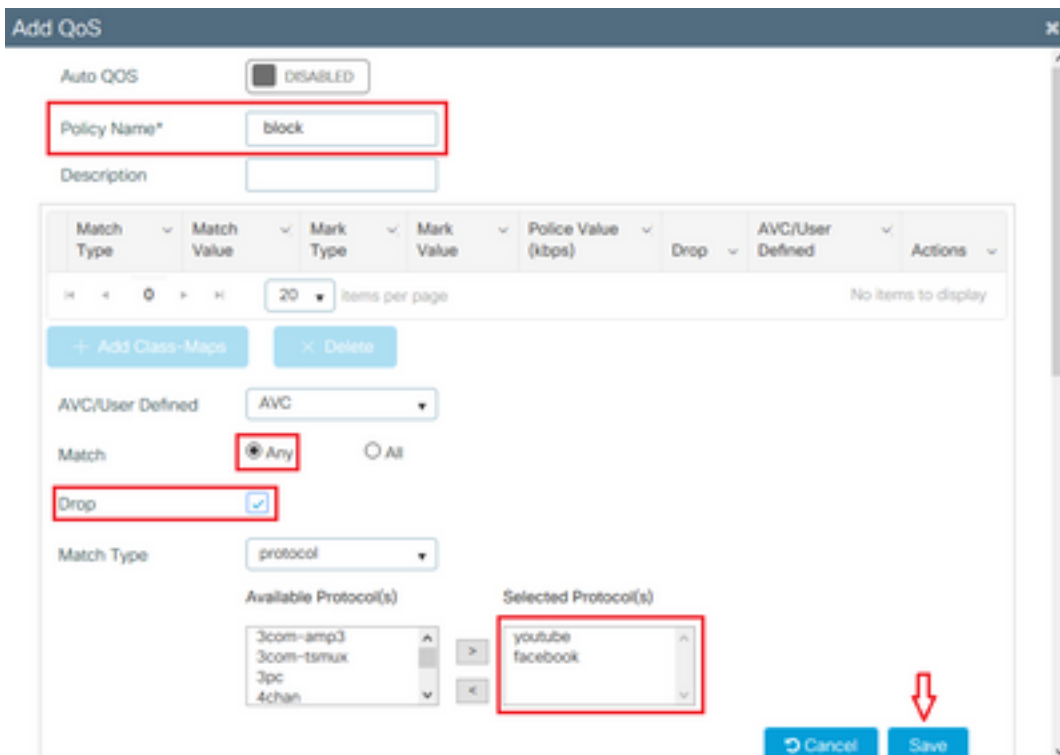 Add QoS
Auto QOS DISABLED
Policy Name* block
Description
Match Type Match Value Mark Type Mark Value Police Value (kbps) Drop AVC/User Defined Actions
0 20 items per page No items to display
+ Add Class-Maps × Delete
AVC/User Defined AVC
Match Any All
Drop
Match Type protocol
Available Protocol(s) Selected Protocol(s)
3com-amp3 youtube
3com-tsmux facebook
3pc
4chan
> 
<
Cancel Save